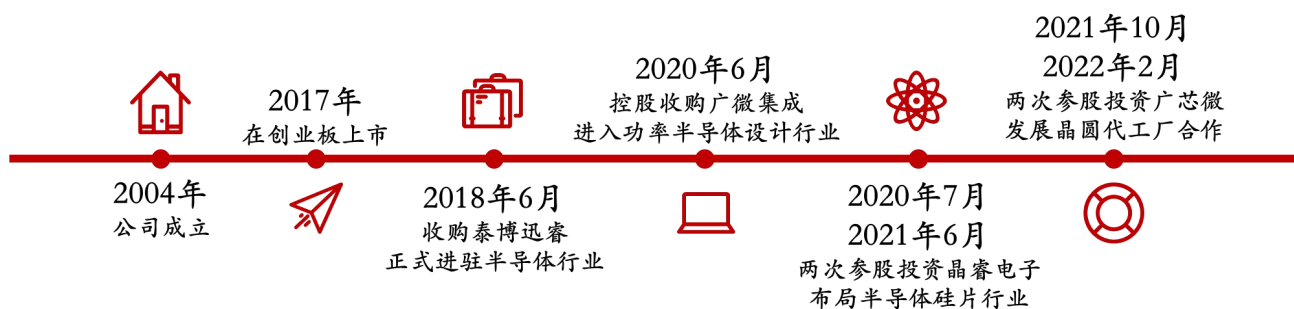 2004年
公司成立
2017年
在创业板上市
2018年6月
收购泰博迅睿
正式进驻半导体行业
2020年6月
控股收购广微集成
进入功率半导体设计行业
2020年7月
2021年6月
两次参股投资晶睿电子
布局半导体硅片行业
2021年10月
2022年2月
两次参股投资广芯微
发展晶圆代工厂合作